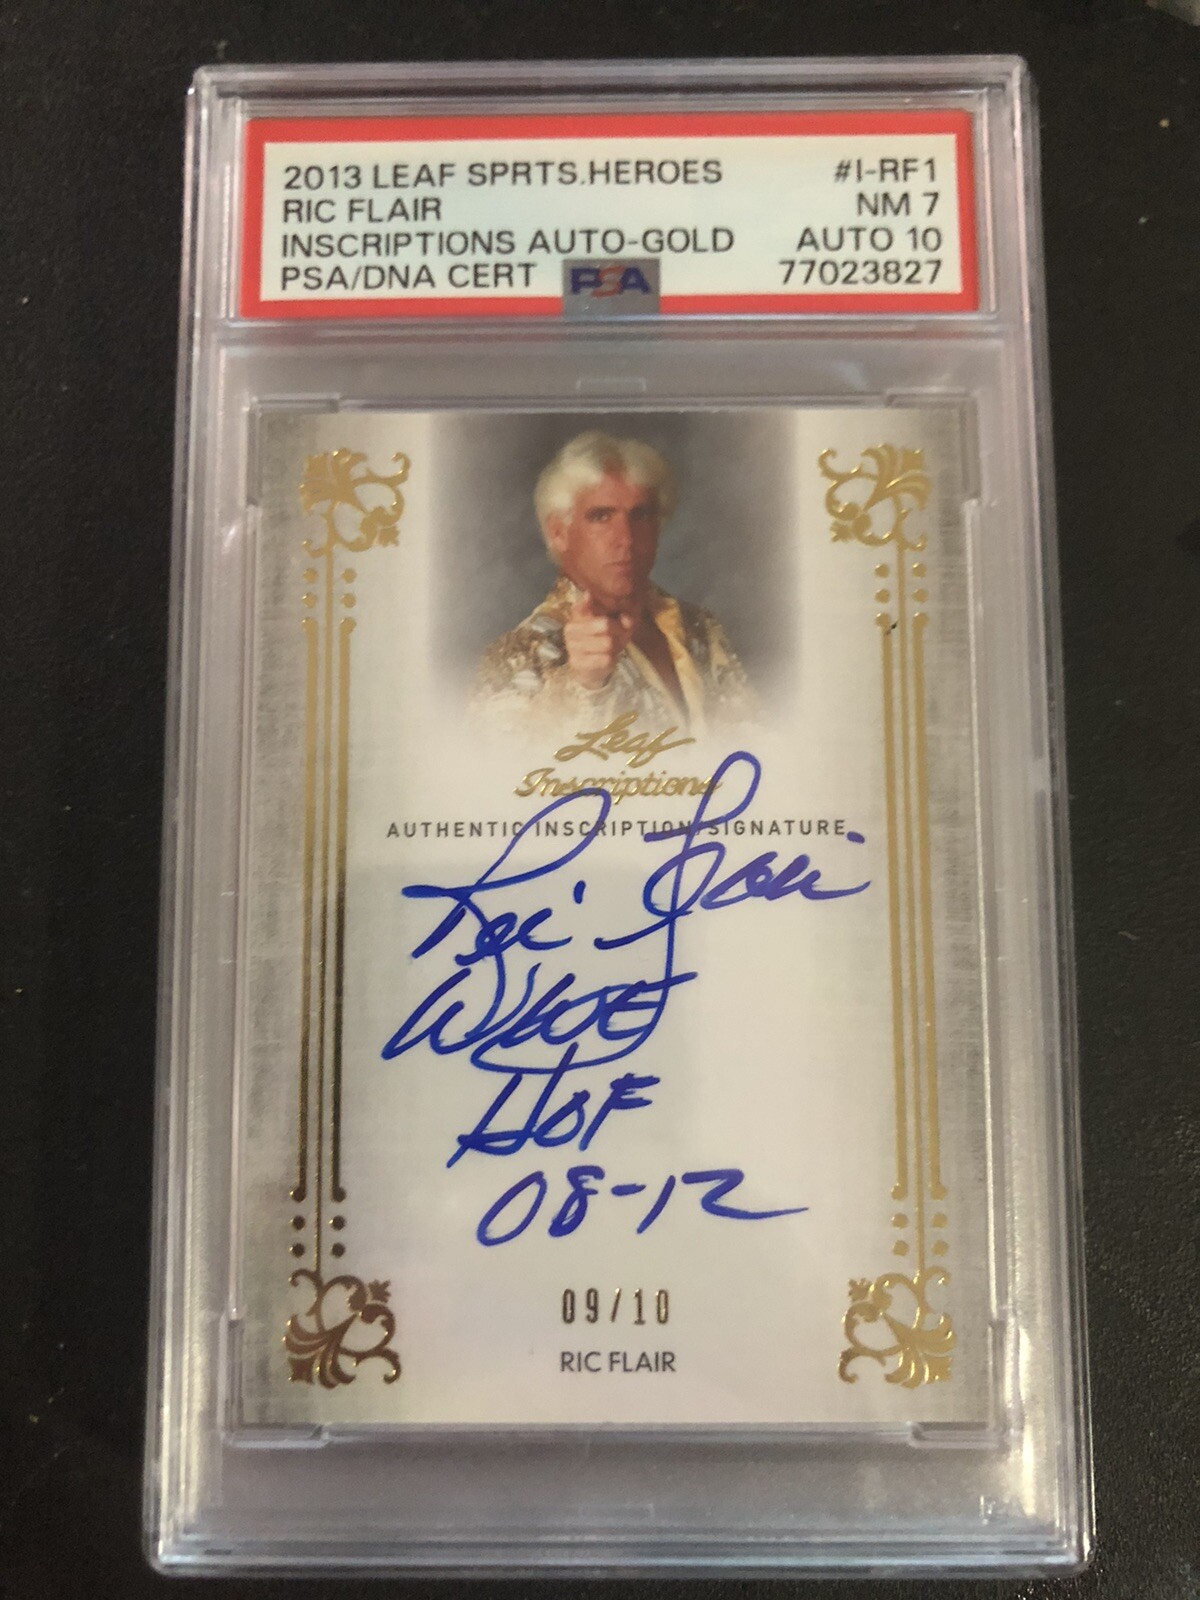 2013 LEAF SPRTS.HEROES #I-RF1
RIC FLAIR NM 7
INSCRIPTIONS AUTO-GOLD AUTO 10
PSA/DNA CERT PSA 77023827
Leaf
Inscriptions
AUTHENTIC INSCRIPTION/SIGNATURE
Ric Flair
WWE
HOF
08-12
09/10
RIC FLAIR